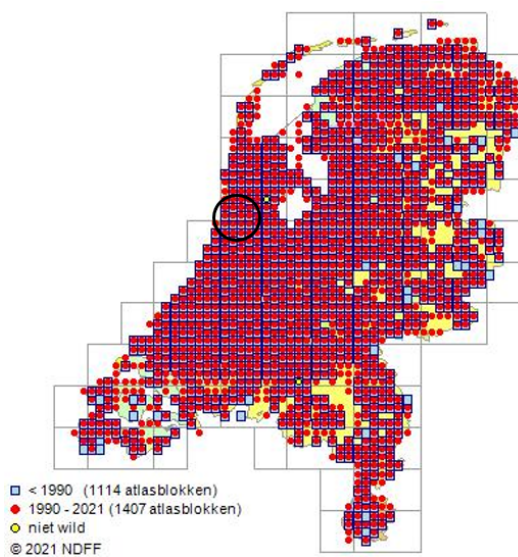 < 1990 (1114 atlasblokken)
1990 - 2021 (1407 atlasblokken)
niet wild
© 2021 NDFF